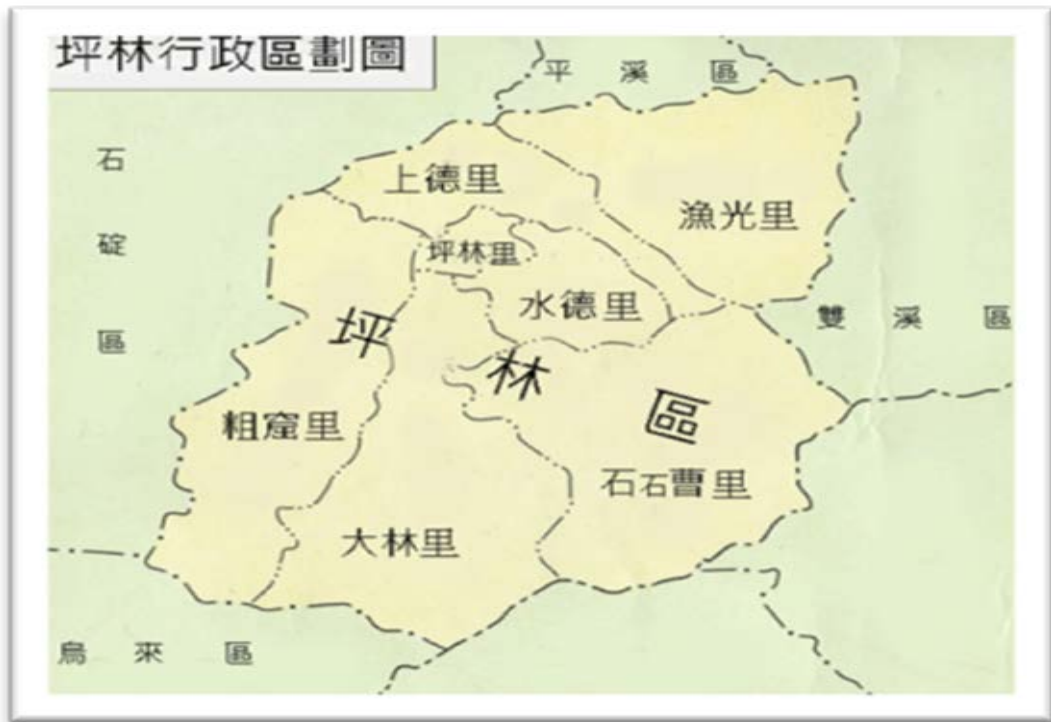 坪林行政區劃圖
平溪區
石碇區
上德里
漁光里
坪林里
水德里
雙溪區
坪林區
粗窟里
石石曹里
大林里
烏來區